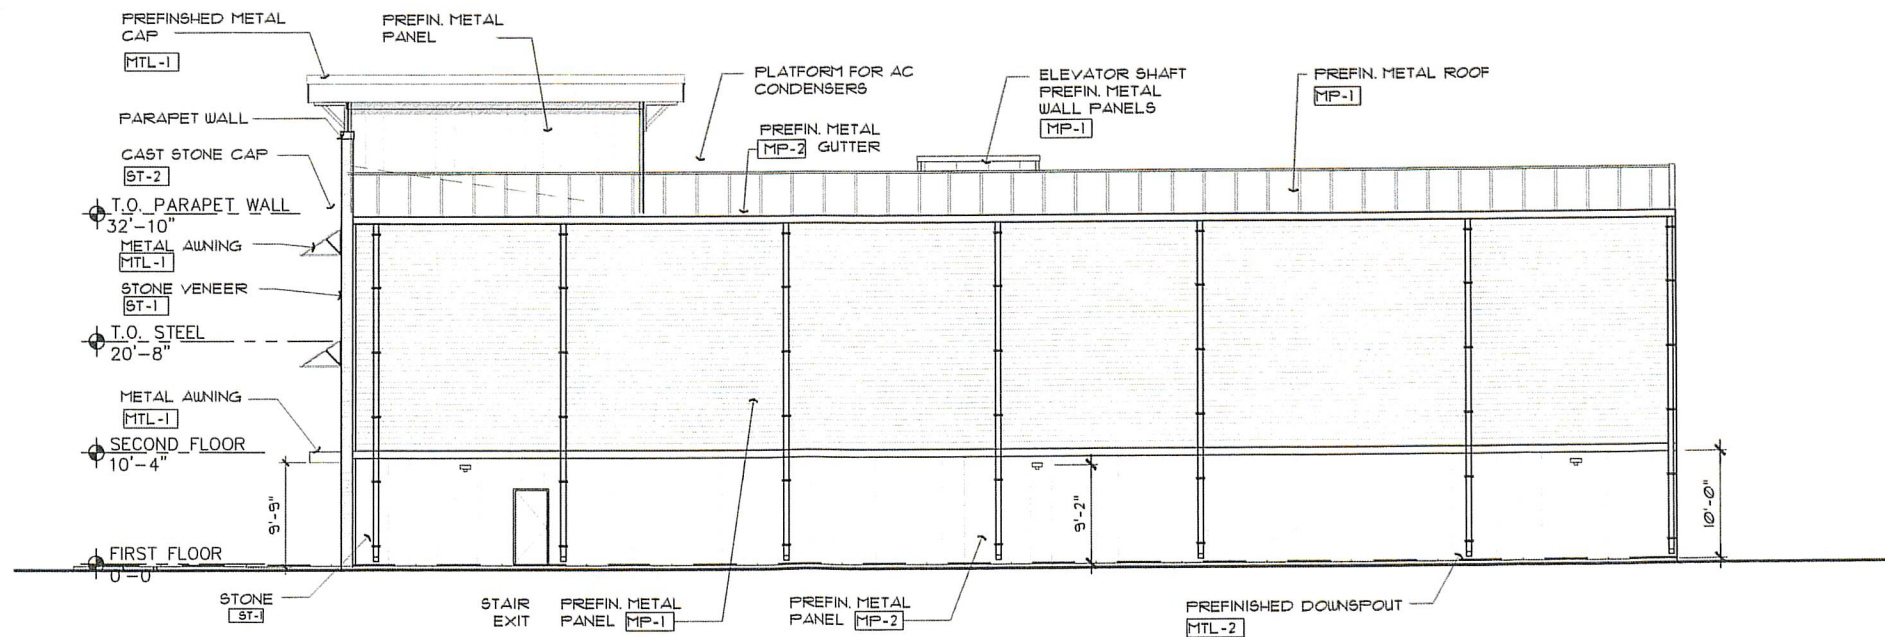 PREFINSHED METAL
CAP
MTL-1
PREFIN. METAL
PANEL
PLATFORM FOR AC
CONDENSERS
ELEVATOR SHAFT
PREFIN. METAL
WALL PANELS
MP-1
PREFIN. METAL ROOF
MP-1
PARAPET WALL
PREFIN. METAL
MP-2 GUTTER
CAST STONE CAP
ST-2
T.O. PARAPET WALL
32'-10"
METAL AWNING
MTL-1
STONE VENEER
ST-1
T.O. STEEL
20'-8"
METAL AWNING
MTL-1
SECOND FLOOR
10'-4"
9'-9"
9'-2"
10'-0"
FIRST FLOOR
0'-0"
STONE
ST-1
STAIR
EXIT
PREFIN. METAL
PANEL MP-1
PREFIN. METAL
PANEL MP-2
PREFINISHED DOWNSPOUT
MTL-2